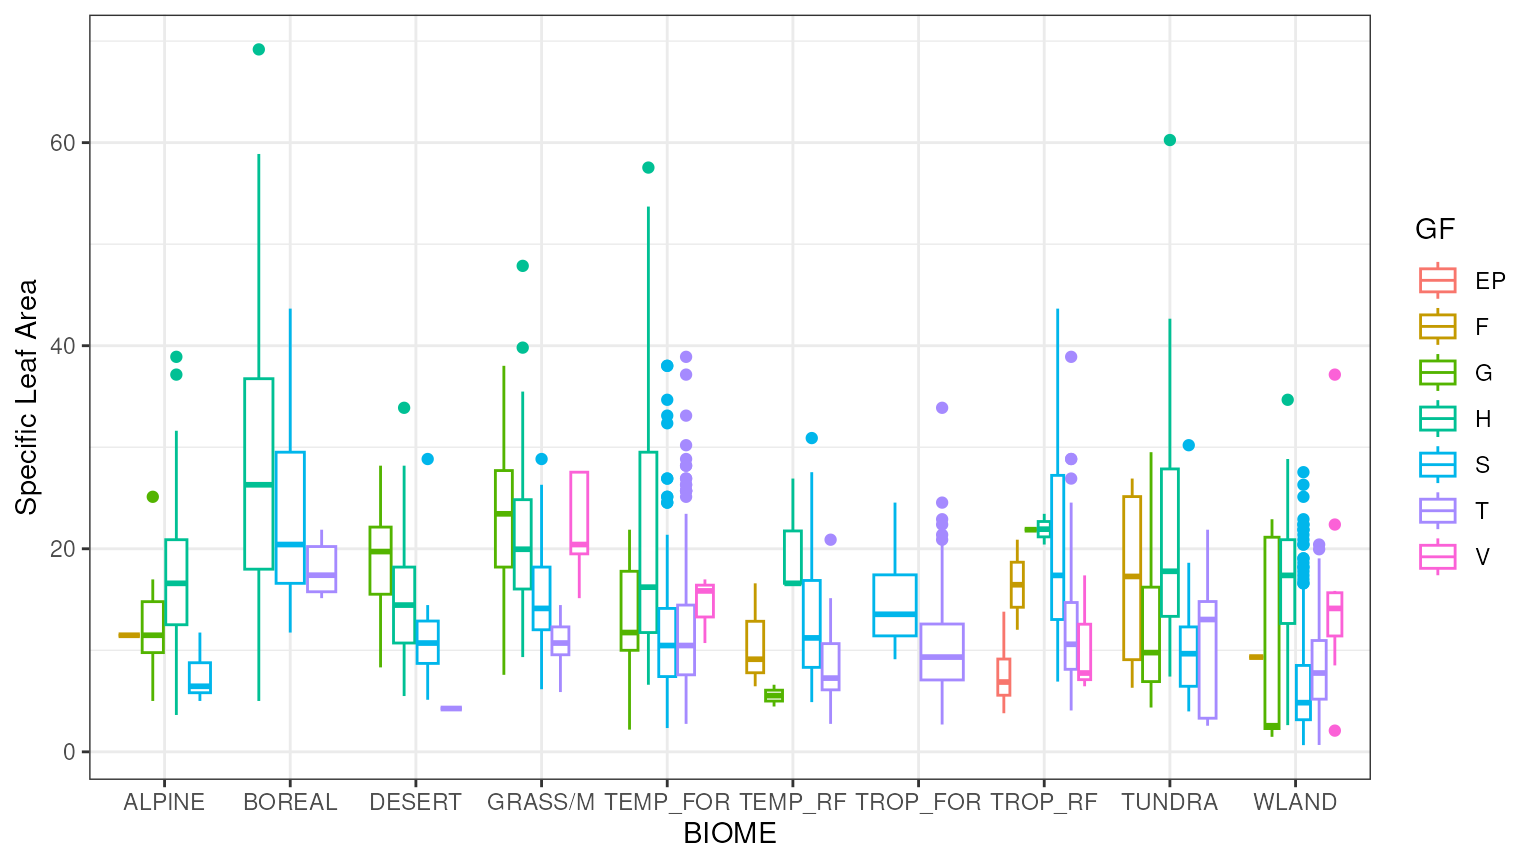 Specific Leaf Area
60
40
20
0
ALPINE BOREAL DESERT GRASS/M TEMP_FOR TEMP_RF TROP_FOR TROP_RF TUNDRA WLAND
BIOME
GF
EP
F
G
H
S
T
V